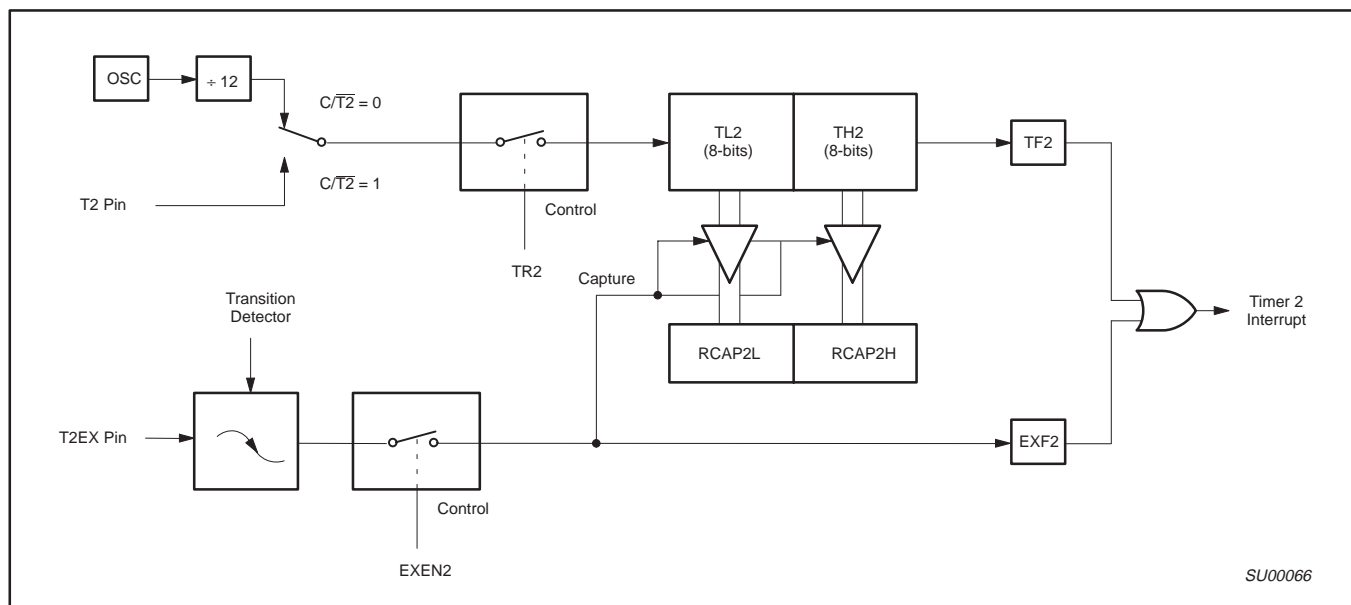 OSC
÷ 12
C/T2̅ = 0
C/T2̅ = 1
T2 Pin
Control
TR2
TL2
(8-bits)
TH2
(8-bits)
TF2
Capture
RCAP2L
RCAP2H
Timer 2
Interrupt
Transition
Detector
T2EX Pin
Control
EXEN2
EXF2
SU00066